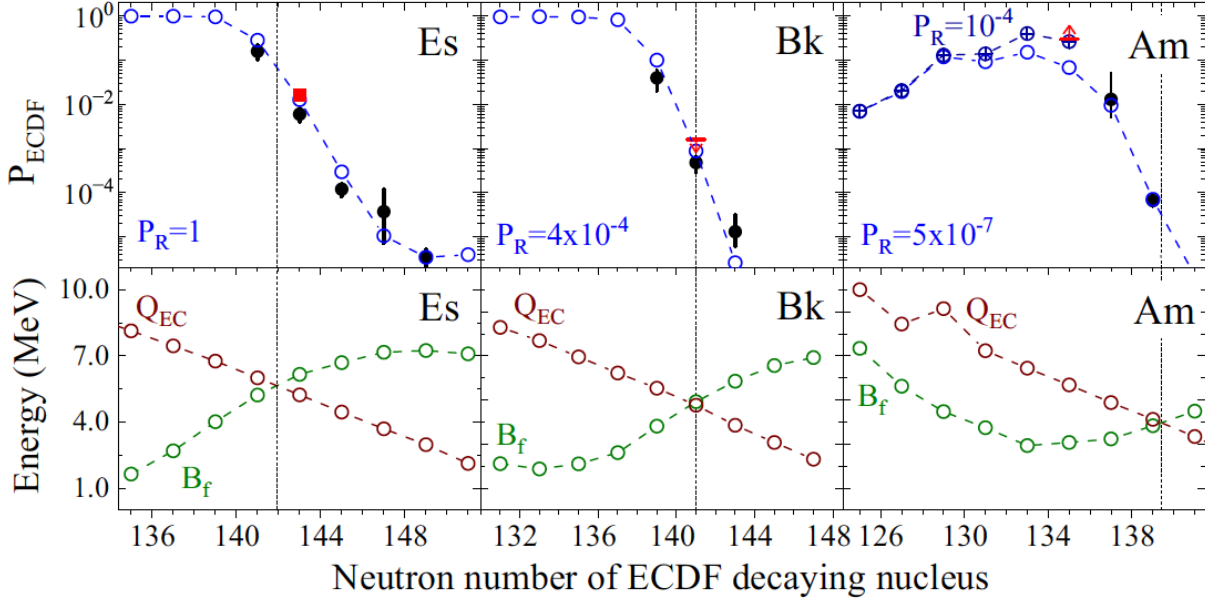 P_ECDF
10^0
10^-2
10^-4
Es
P_R=1
Bk
P_R=4x10^-4
P_R=10^-4
Am
P_R=5x10^-7
Energy (MeV)
10.0
7.0
4.0
1.0
Q_EC
Es
B_f
Q_EC
Bk
B_f
Q_EC
Am
B_f
136 140 144 148 132 136 140 144 148 126 130 134 138
Neutron number of ECDF decaying nucleus